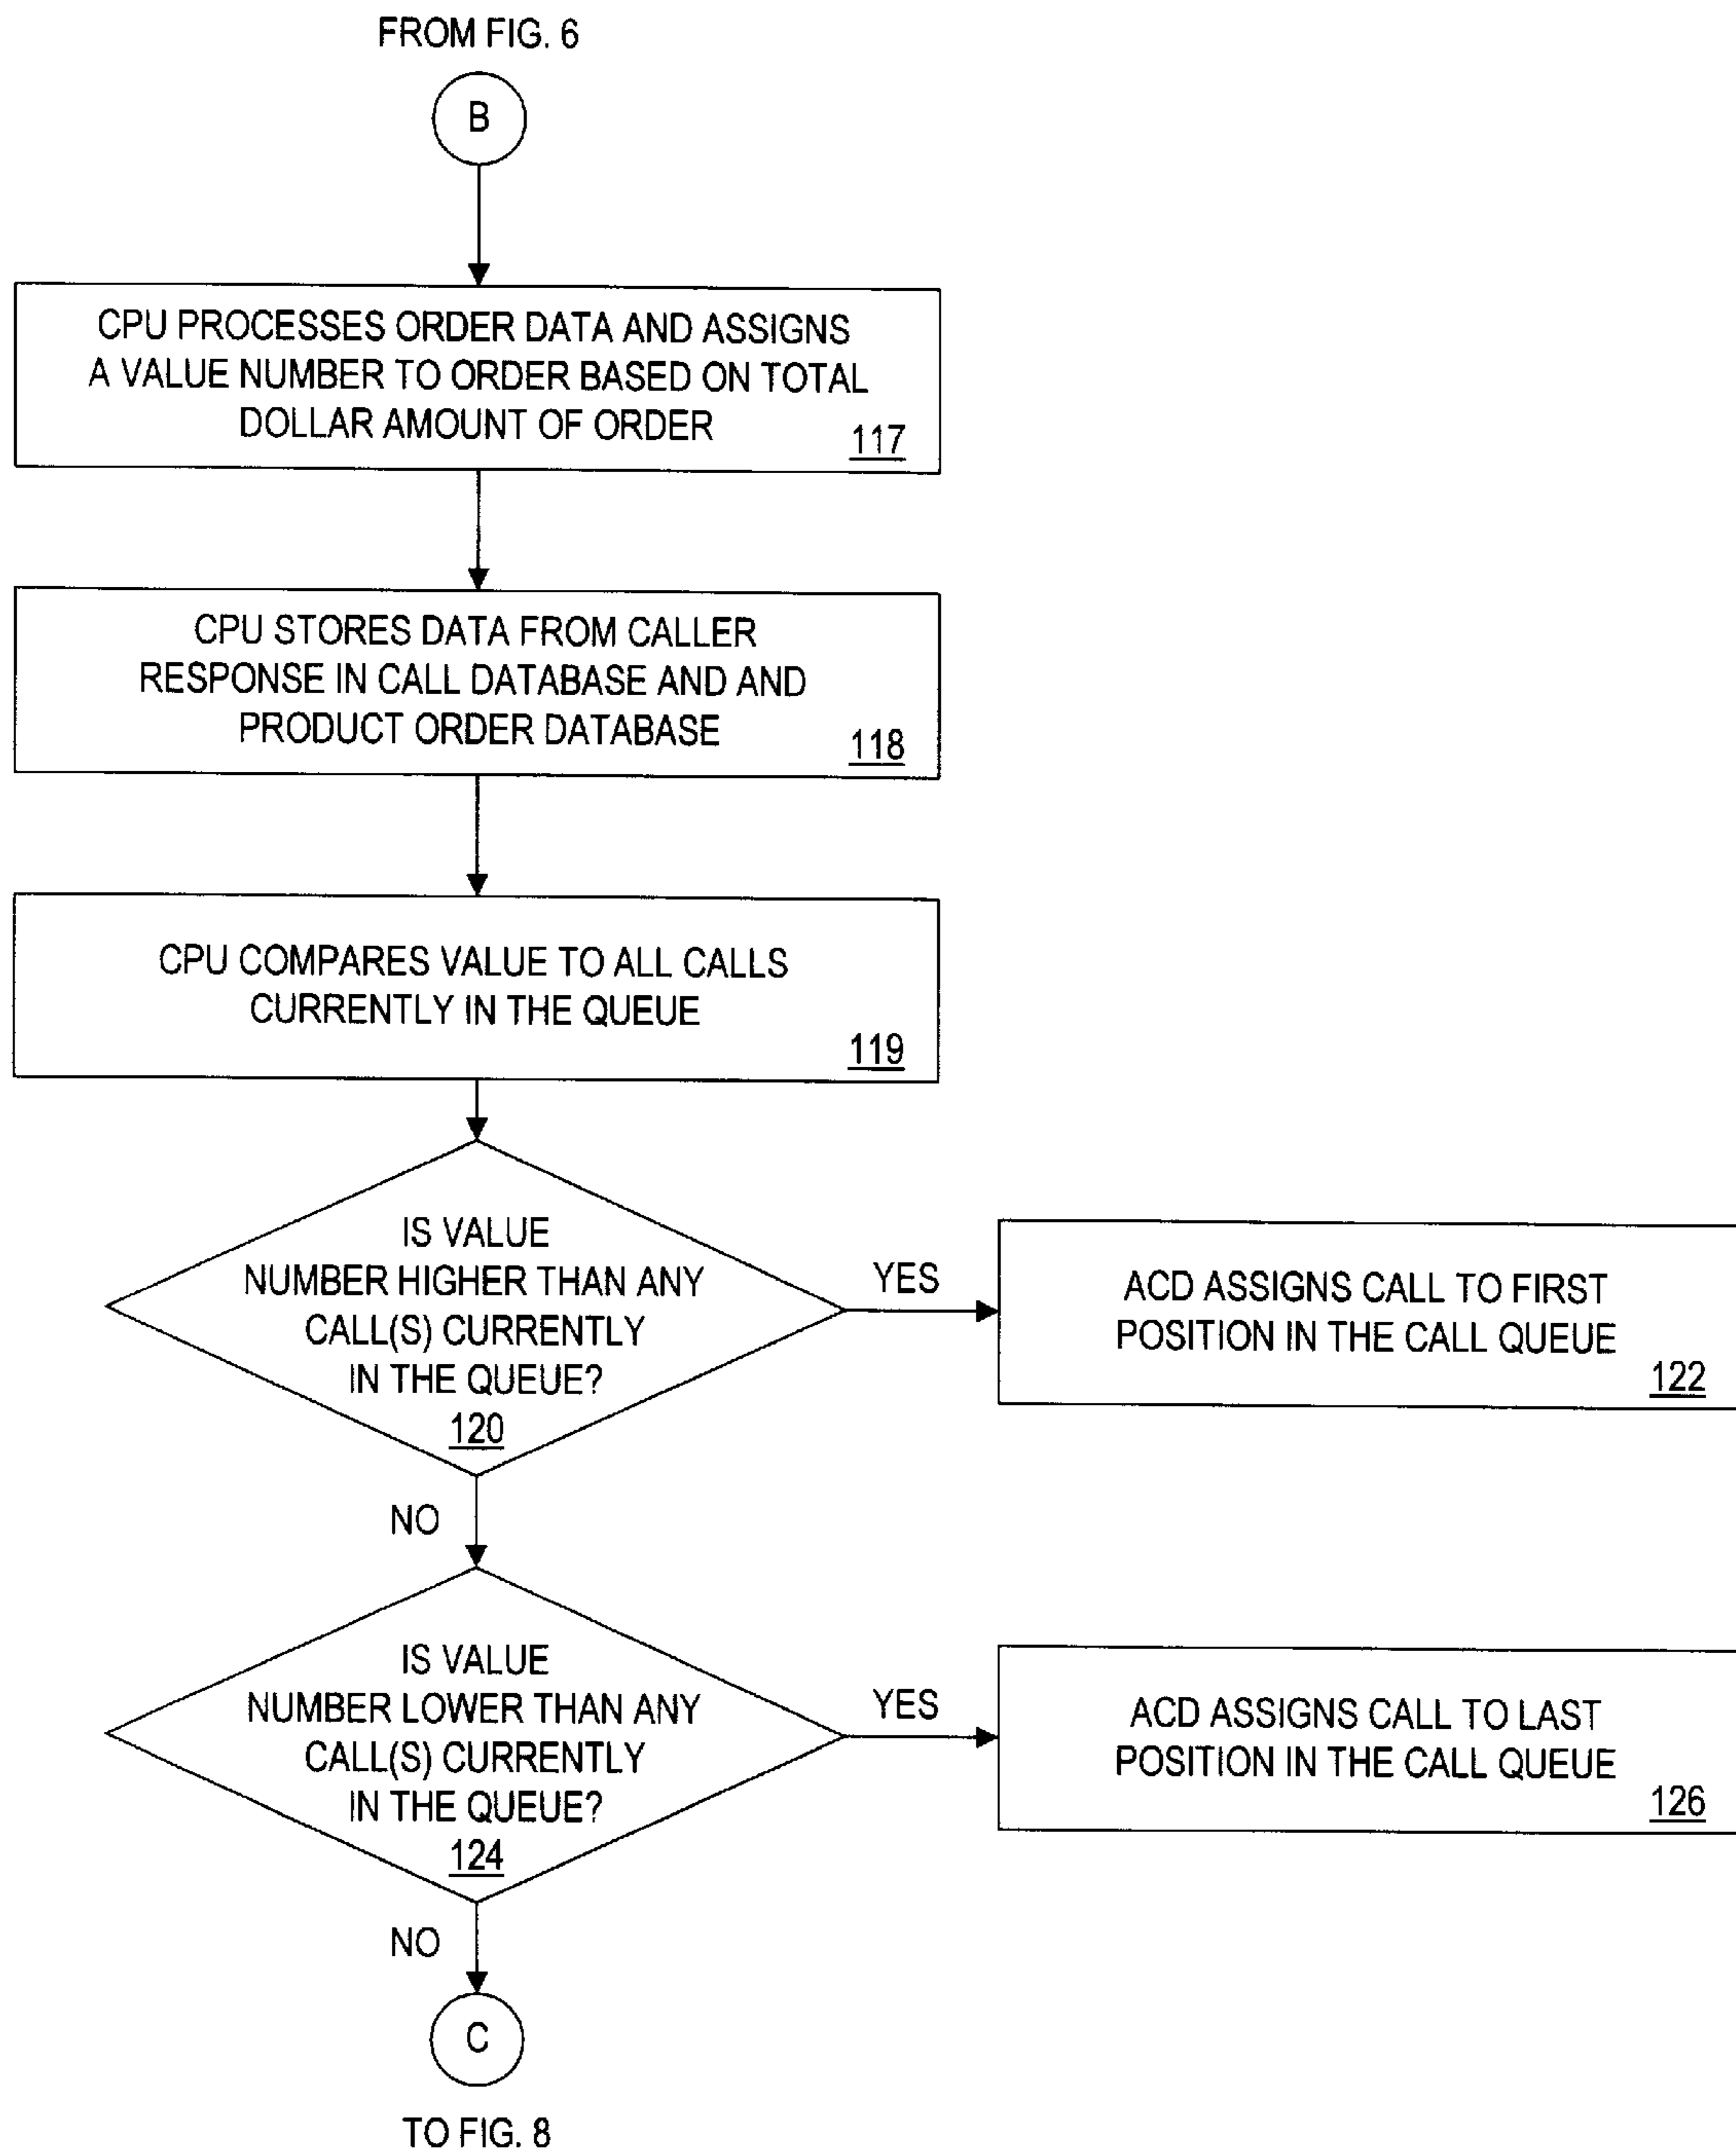 FROM FIG. 6
B
CPU PROCESSES ORDER DATA AND ASSIGNS
A VALUE NUMBER TO ORDER BASED ON TOTAL
DOLLAR AMOUNT OF ORDER
117
CPU STORES DATA FROM CALLER
RESPONSE IN CALL DATABASE AND AND
PRODUCT ORDER DATABASE
118
CPU COMPARES VALUE TO ALL CALLS
CURRENTLY IN THE QUEUE
119
IS VALUE
NUMBER HIGHER THAN ANY
CALL(S) CURRENTLY
IN THE QUEUE?
120
YES
ACD ASSIGNS CALL TO FIRST
POSITION IN THE CALL QUEUE
122
NO
IS VALUE
NUMBER LOWER THAN ANY
CALL(S) CURRENTLY
IN THE QUEUE?
124
YES
ACD ASSIGNS CALL TO LAST
POSITION IN THE CALL QUEUE
126
NO
C
TO FIG. 8